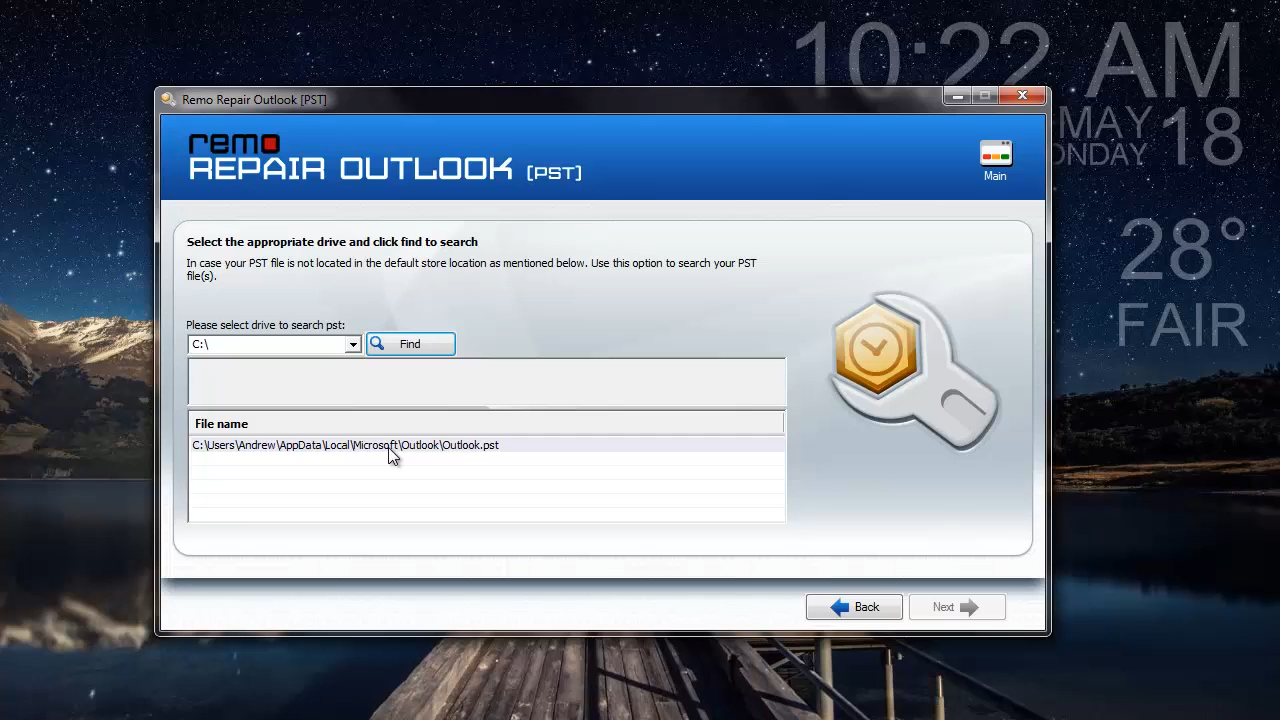 10:22 AM
MAY
18
ONDAY
28°
FAIR
Remo Repair Outlook [PST]
remo
REPAIR OUTLOOK [PST]
Main
Select the appropriate drive and click find to search
In case your PST file is not located in the default store location as mentioned below. Use this option to search your PST
file(s).
Please select drive to search pst:
C:\
Find
File name
C:\Users\Andrew\AppData\Local\Microsoft\Outlook\Outlook.pst
Back
Next